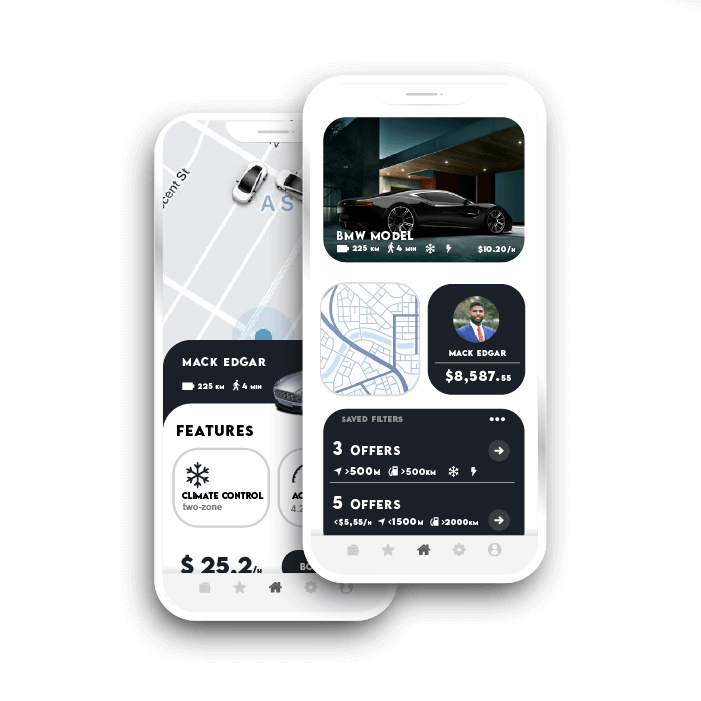 cent St
A S
MACK EDGAR
225 KM 4 MIN
FEATURES
CLIMATE CONTROL
two-zone
AC
4.2
$ 25.2/H
BO
BMW MODEL
225 KM 4 MIN $10.20/H
MACK EDGAR
$8,587.55
SAVED FILTERS
3 OFFERS
>500M >500KM
5 OFFERS
<$5,55/H <1500M >2000KM